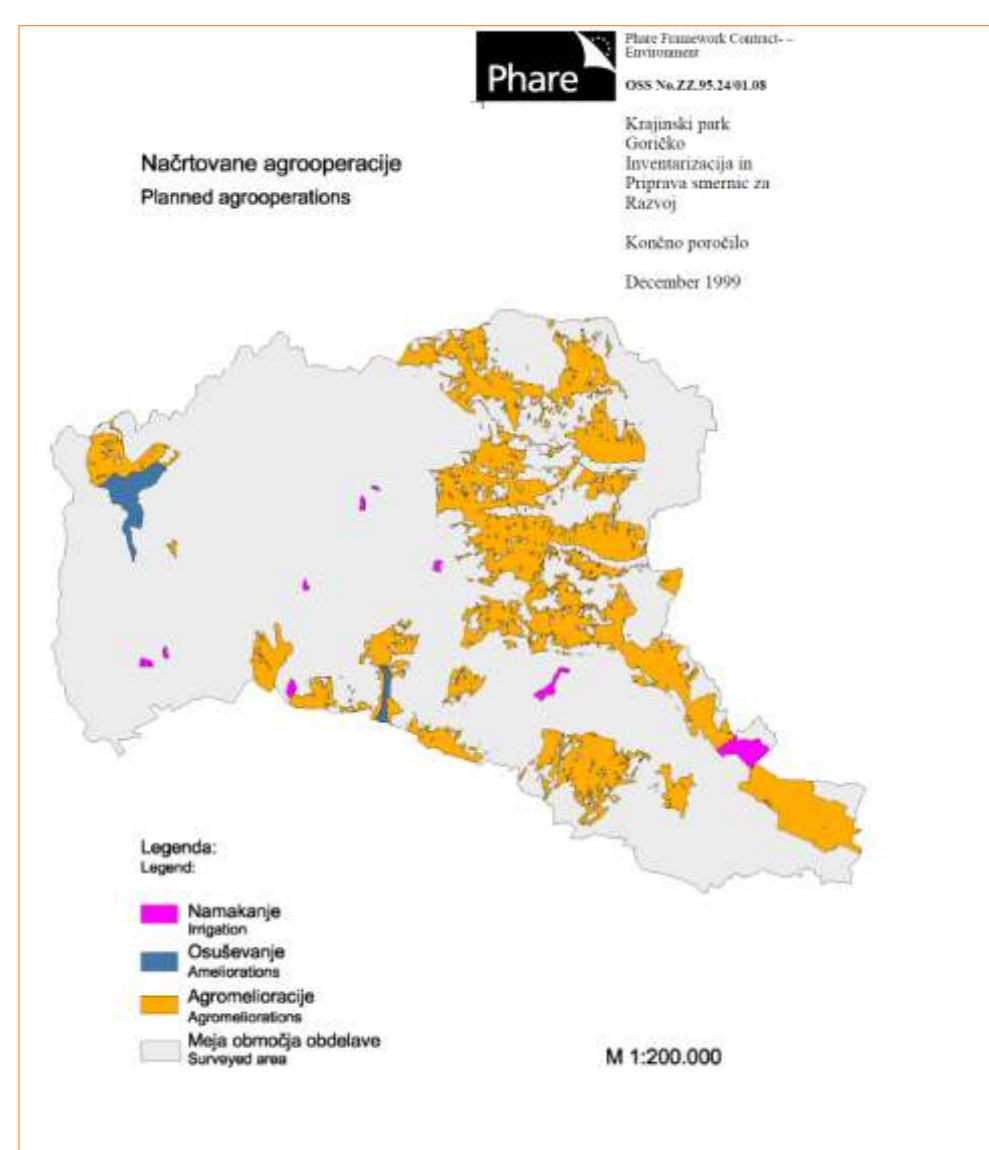 Phare
Phare Framework Contract- –
Environment
OSS No.ZZ.95.24/01.08
Krajinski park
Goričko
Inventarizacija in
Priprava smernic za
Razvoj
Končno poročilo
December 1999
Načrtovane agrooperacije
Planned agrooperations
Legenda:
Legend:
Namakanje
Irrigation
Osuševanje
Ameliorations
Agromelioracije
Agromeliorations
Meja območja obdelave
Surveyed area
M 1:200.000